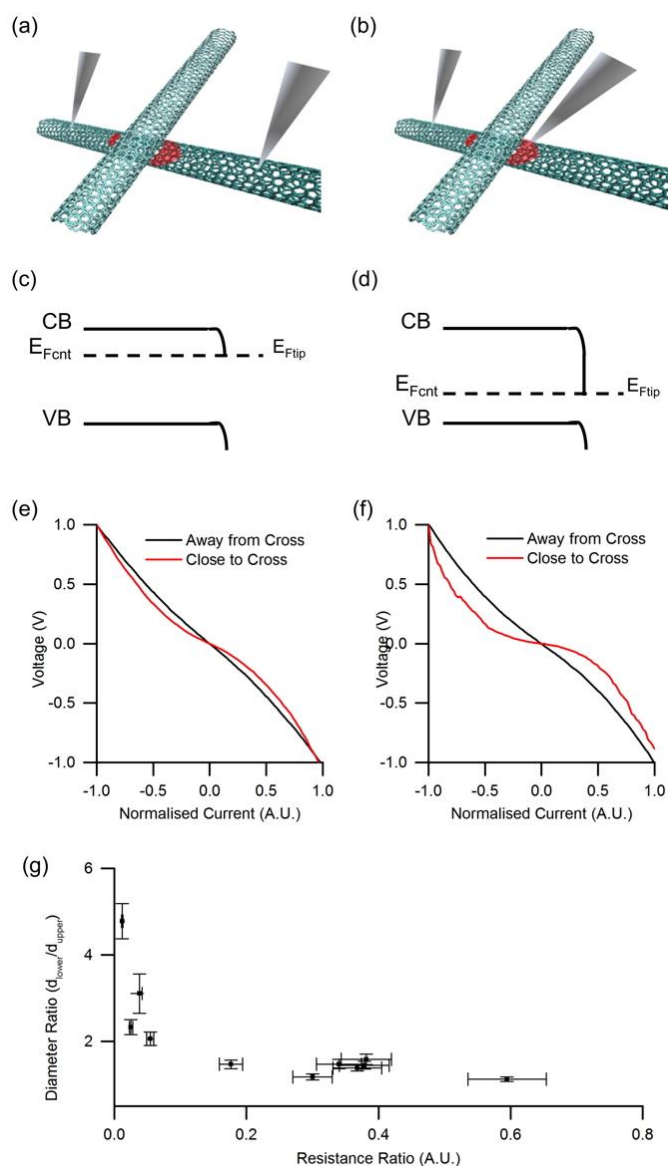 (a)
(b)
(c)
(d)
CB
E_Fcnt
E_Ftip
VB
CB
E_Fcnt
E_Ftip
VB
(e)
(f)
1.0
0.5
0.0
-0.5
-1.0
Voltage (V)
Away from Cross
Close to Cross
-1.0 -0.5 0.0 0.5 1.0
Normalised Current (A.U.)
1.0
0.5
0.0
-0.5
-1.0
Voltage (V)
Away from Cross
Close to Cross
-1.0 -0.5 0.0 0.5 1.0
Normalised Current (A.U.)
(g)
6
4
2
Diameter Ratio (d_lower/d_upper)
0.0 0.2 0.4 0.6 0.8
Resistance Ratio (A.U.)